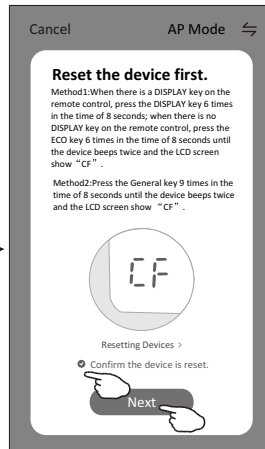 Cancel AP Mode
Reset the device first.
Method1:When there is a DISPLAY key on the
remote control, press the DISPLAY key 6 times
in the time of 8 seconds; when there is no
DISPLAY key on the remote control, press the
ECO key 6 times in the time of 8 seconds until
the device beeps twice and the LCD screen
show “CF”.
Method2:Press the General key 9 times in the
time of 8 seconds until the device beeps twice
and the LCD screen show “CF”.
CF
Resetting Devices >
Confirm the device is reset.
Next